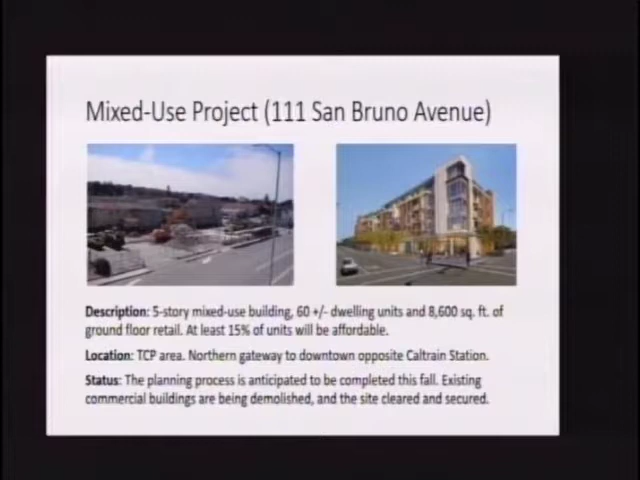 Mixed-Use Project (111 San Bruno Avenue)
Description: 5-story mixed-use building, 60 +/- dwelling units and 8,600 sq. ft. of
ground floor retail. At least 15% of units will be affordable.
Location: TCP area. Northern gateway to downtown opposite Caltrain Station.
Status: The planning process is anticipated to be completed this fall. Existing
commercial buildings are being demolished, and the site cleared and secured.